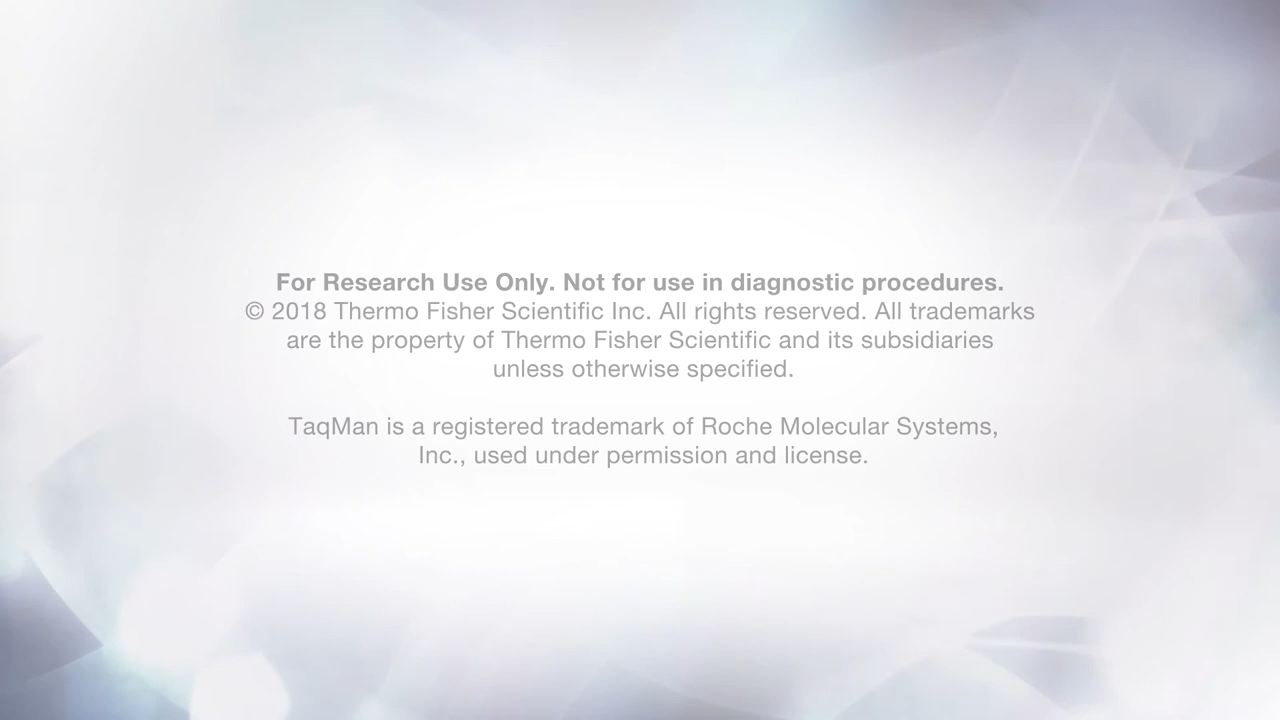 For Research Use Only. Not for use in diagnostic procedures.
© 2018 Thermo Fisher Scientific Inc. All rights reserved. All trademarks
are the property of Thermo Fisher Scientific and its subsidiaries
unless otherwise specified.
TaqMan is a registered trademark of Roche Molecular Systems,
Inc., used under permission and license.